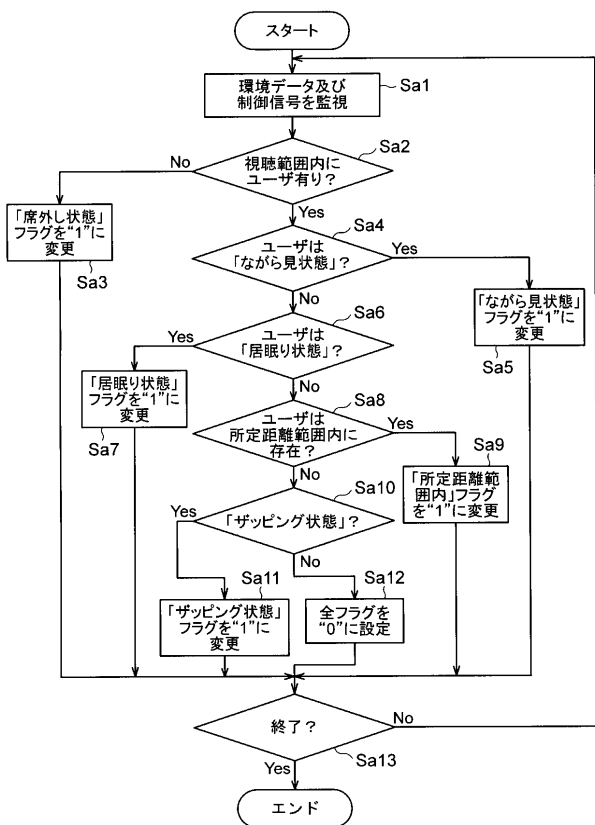 スタート
環境データ及び
制御信号を監視
Sa1
視聴範囲内に
ユーザ有り?
Sa2
No
Yes
「席外し状態」
フラグを“1”に
変更
Sa3
ユーザは
「ながら見状態」?
Sa4
Yes
No
「ながら見状態」
フラグを“1”に
変更
Sa5
ユーザは
「居眠り状態」?
Sa6
Yes
No
「居眠り状態」
フラグを“1”に
変更
Sa7
ユーザは
所定距離範囲内に
存在?
Sa8
Yes
No
「所定距離範
囲内」フラグ
を“1”に変更
Sa9
「ザッピング状態」?
Sa10
Yes
No
「ザッピング状態」
フラグを“1”に
変更
Sa11
全フラグを
“0”に設定
Sa12
終了?
Sa13
No
Yes
エンド